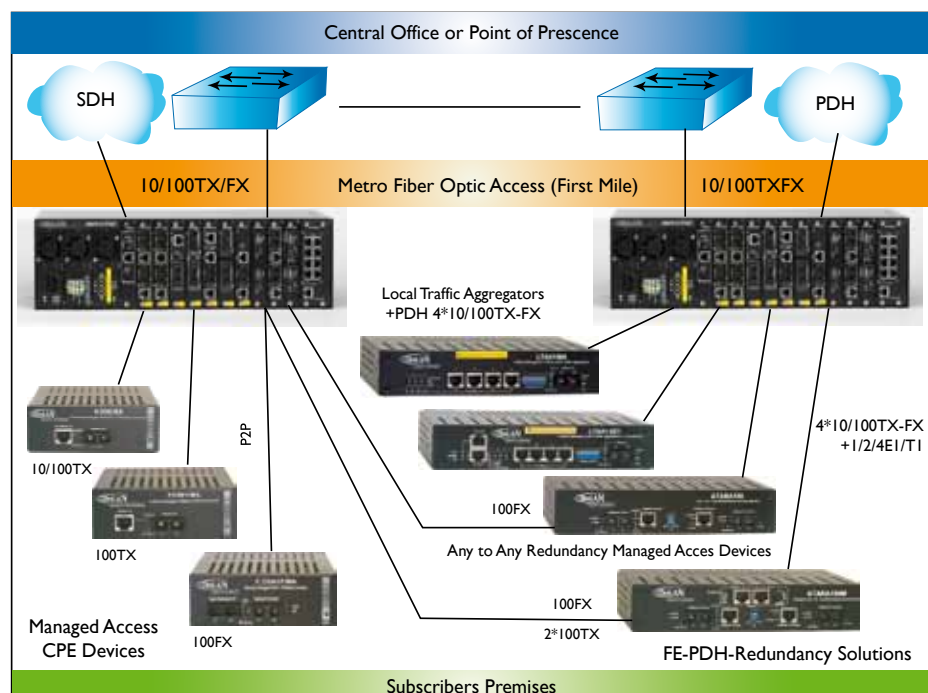 Central Office or Point of Prescence
SDH
PDH
10/100TX/FX
Metro Fiber Optic Access (First Mile)
10/100TXFX
Local Traffic Aggregators
+PDH 4*10/100TX-FX
P2P
4*10/100TX-FX
+1/2/4E1/T1
10/100TX
100FX
100TX
Any to Any Redundancy Managed Acces Devices
100FX
Managed Access
CPE Devices
100FX
2*100TX
FE-PDH-Redundancy Solutions
Subscribers Premises